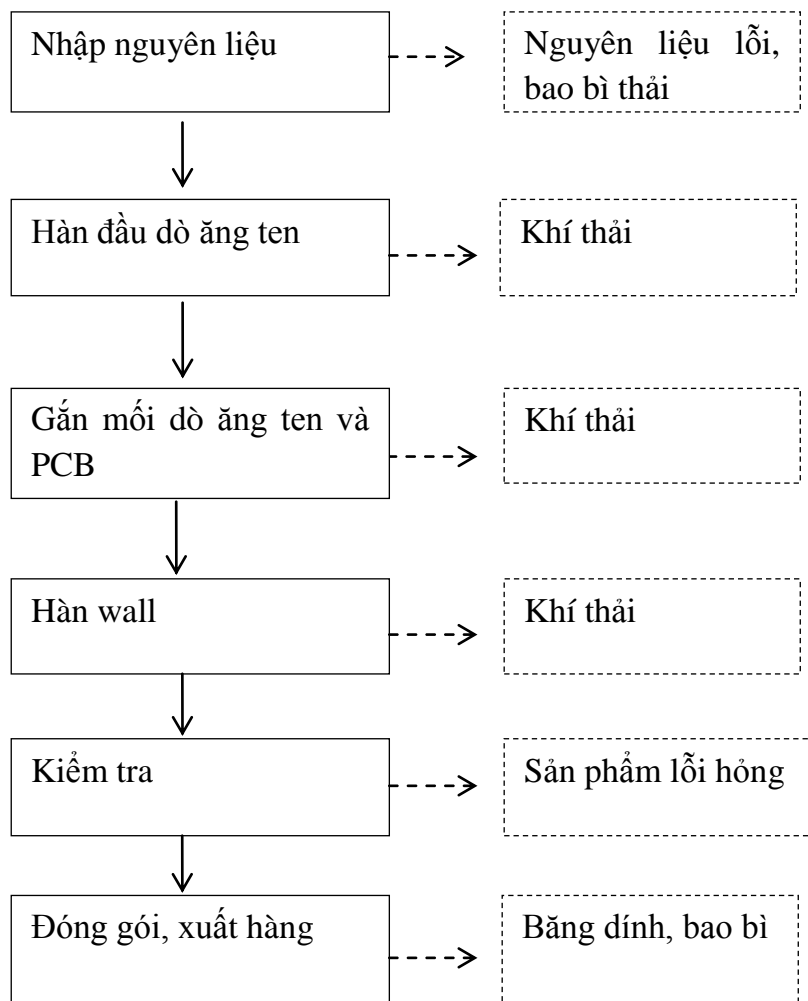 Nhập nguyên liệu
Nguyên liệu lỗi,
bao bì thải
Hàn đầu dò ăng ten
Khí thải
Gắn mối dò ăng ten và
PCB
Khí thải
Hàn wall
Khí thải
Kiểm tra
Sản phẩm lỗi hỏng
Đóng gói, xuất hàng
Băng dính, bao bì